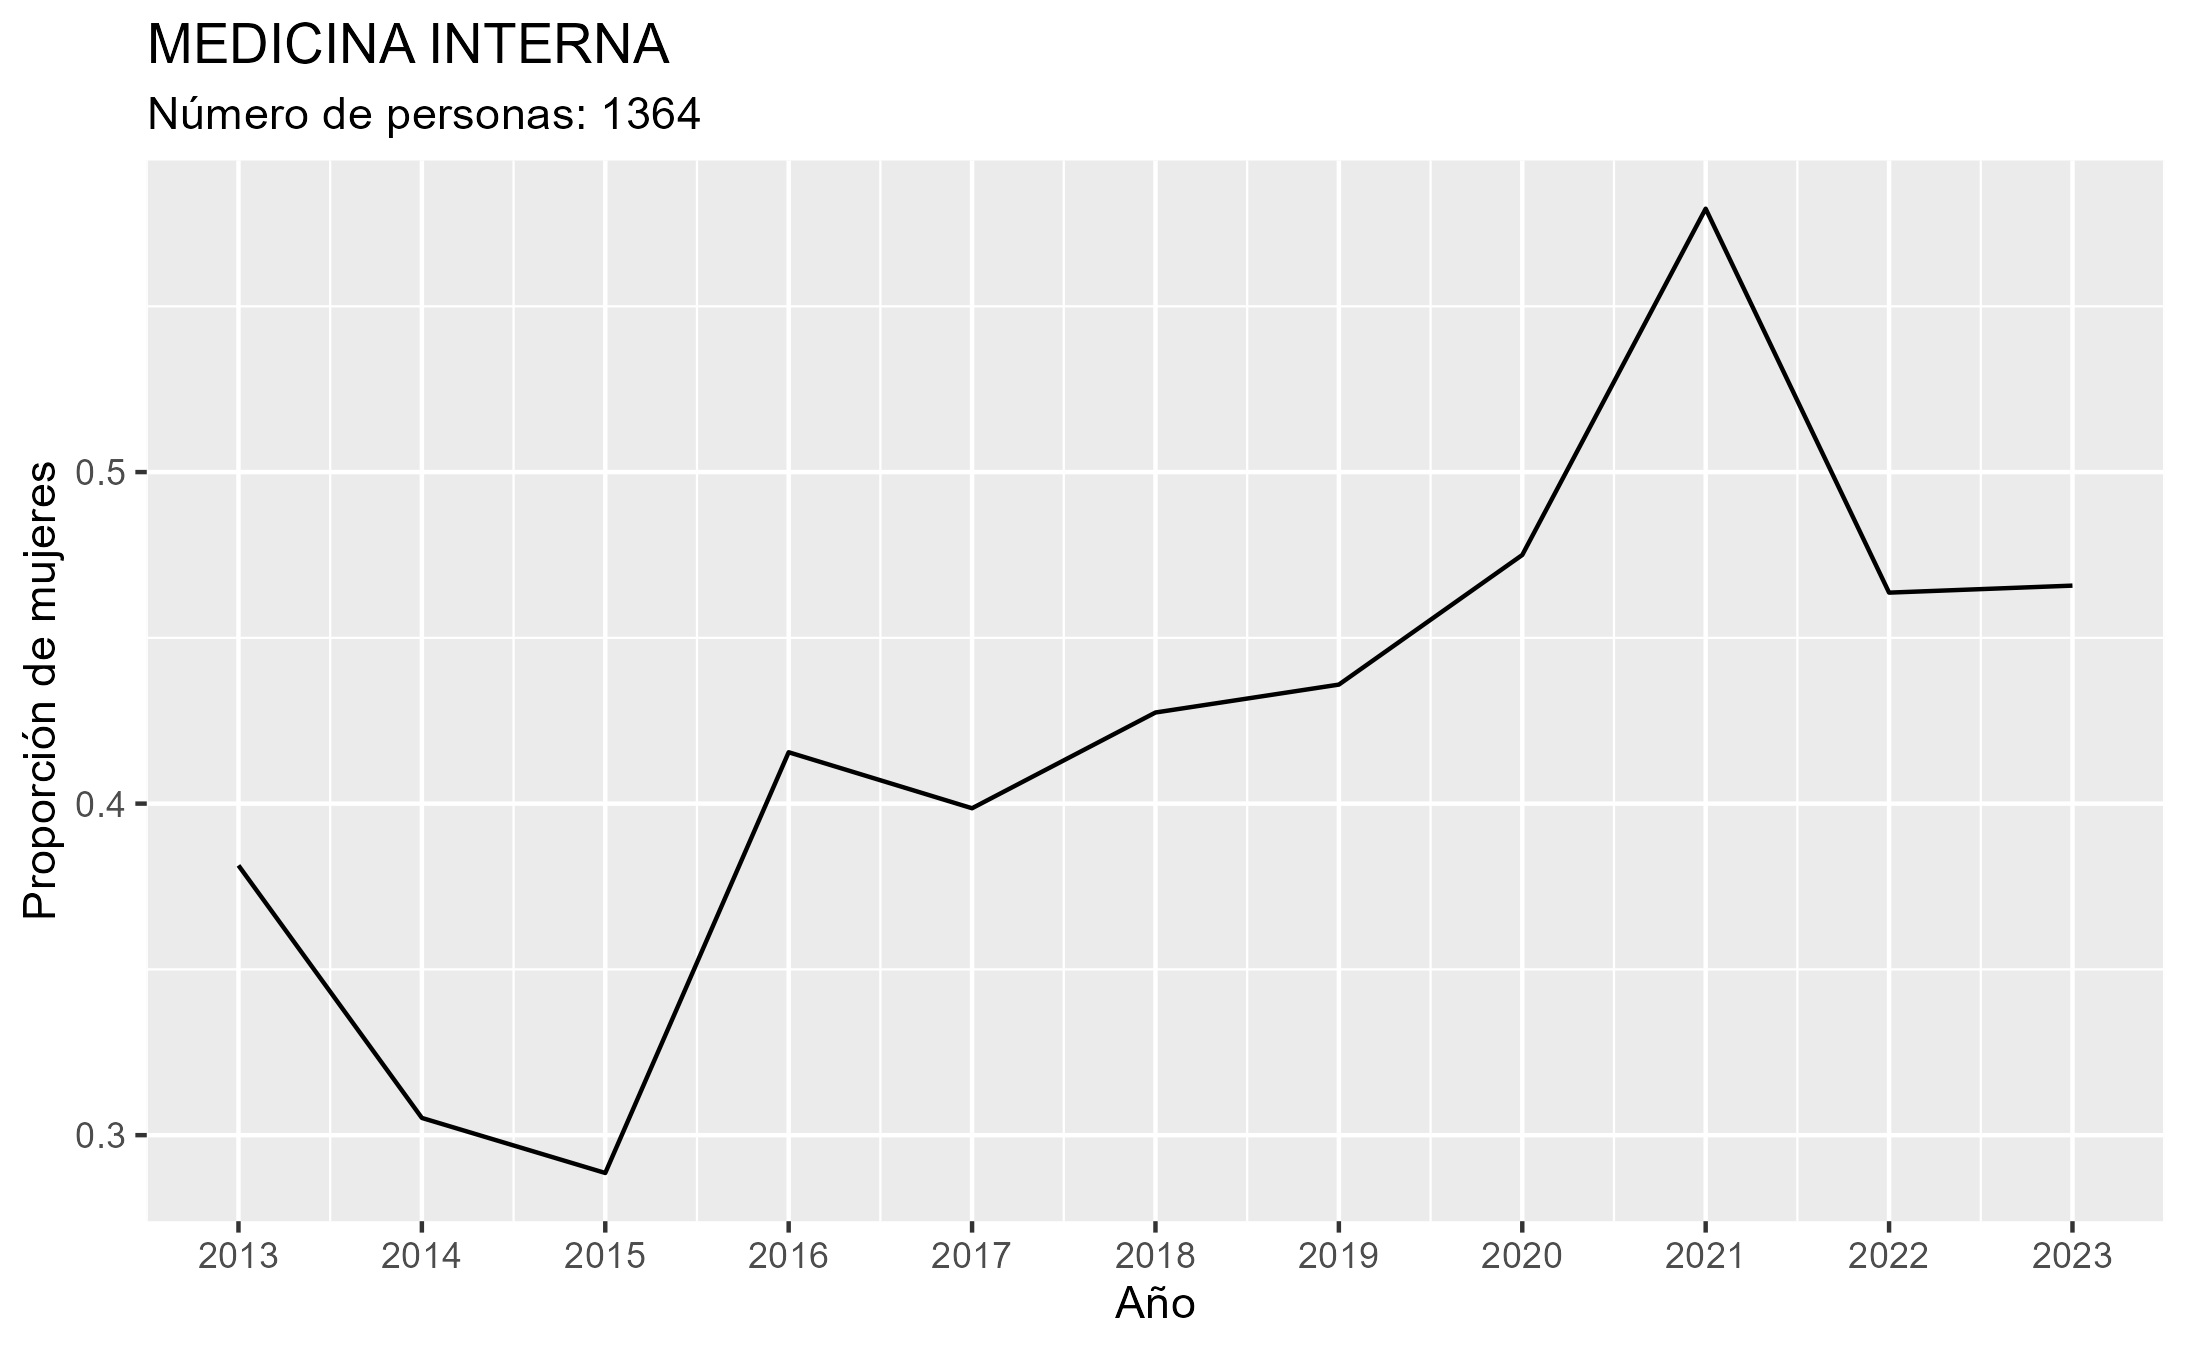 MEDICINA INTERNA
Número de personas: 1364
Proporción de mujeres
0.5
0.4
0.3
2013 2014 2015 2016 2017 2018 2019 2020 2021 2022 2023
Año